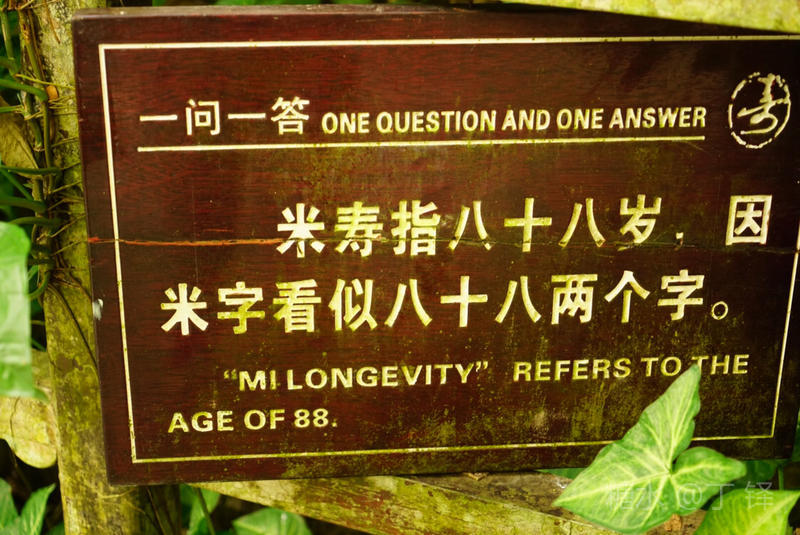 一问一答 ONE QUESTION AND ONE ANSWER
寿
米寿指八十八岁．因
米字看似八十八两个字。
“MI LONGEVITY” REFERS TO THE
AGE OF 88.